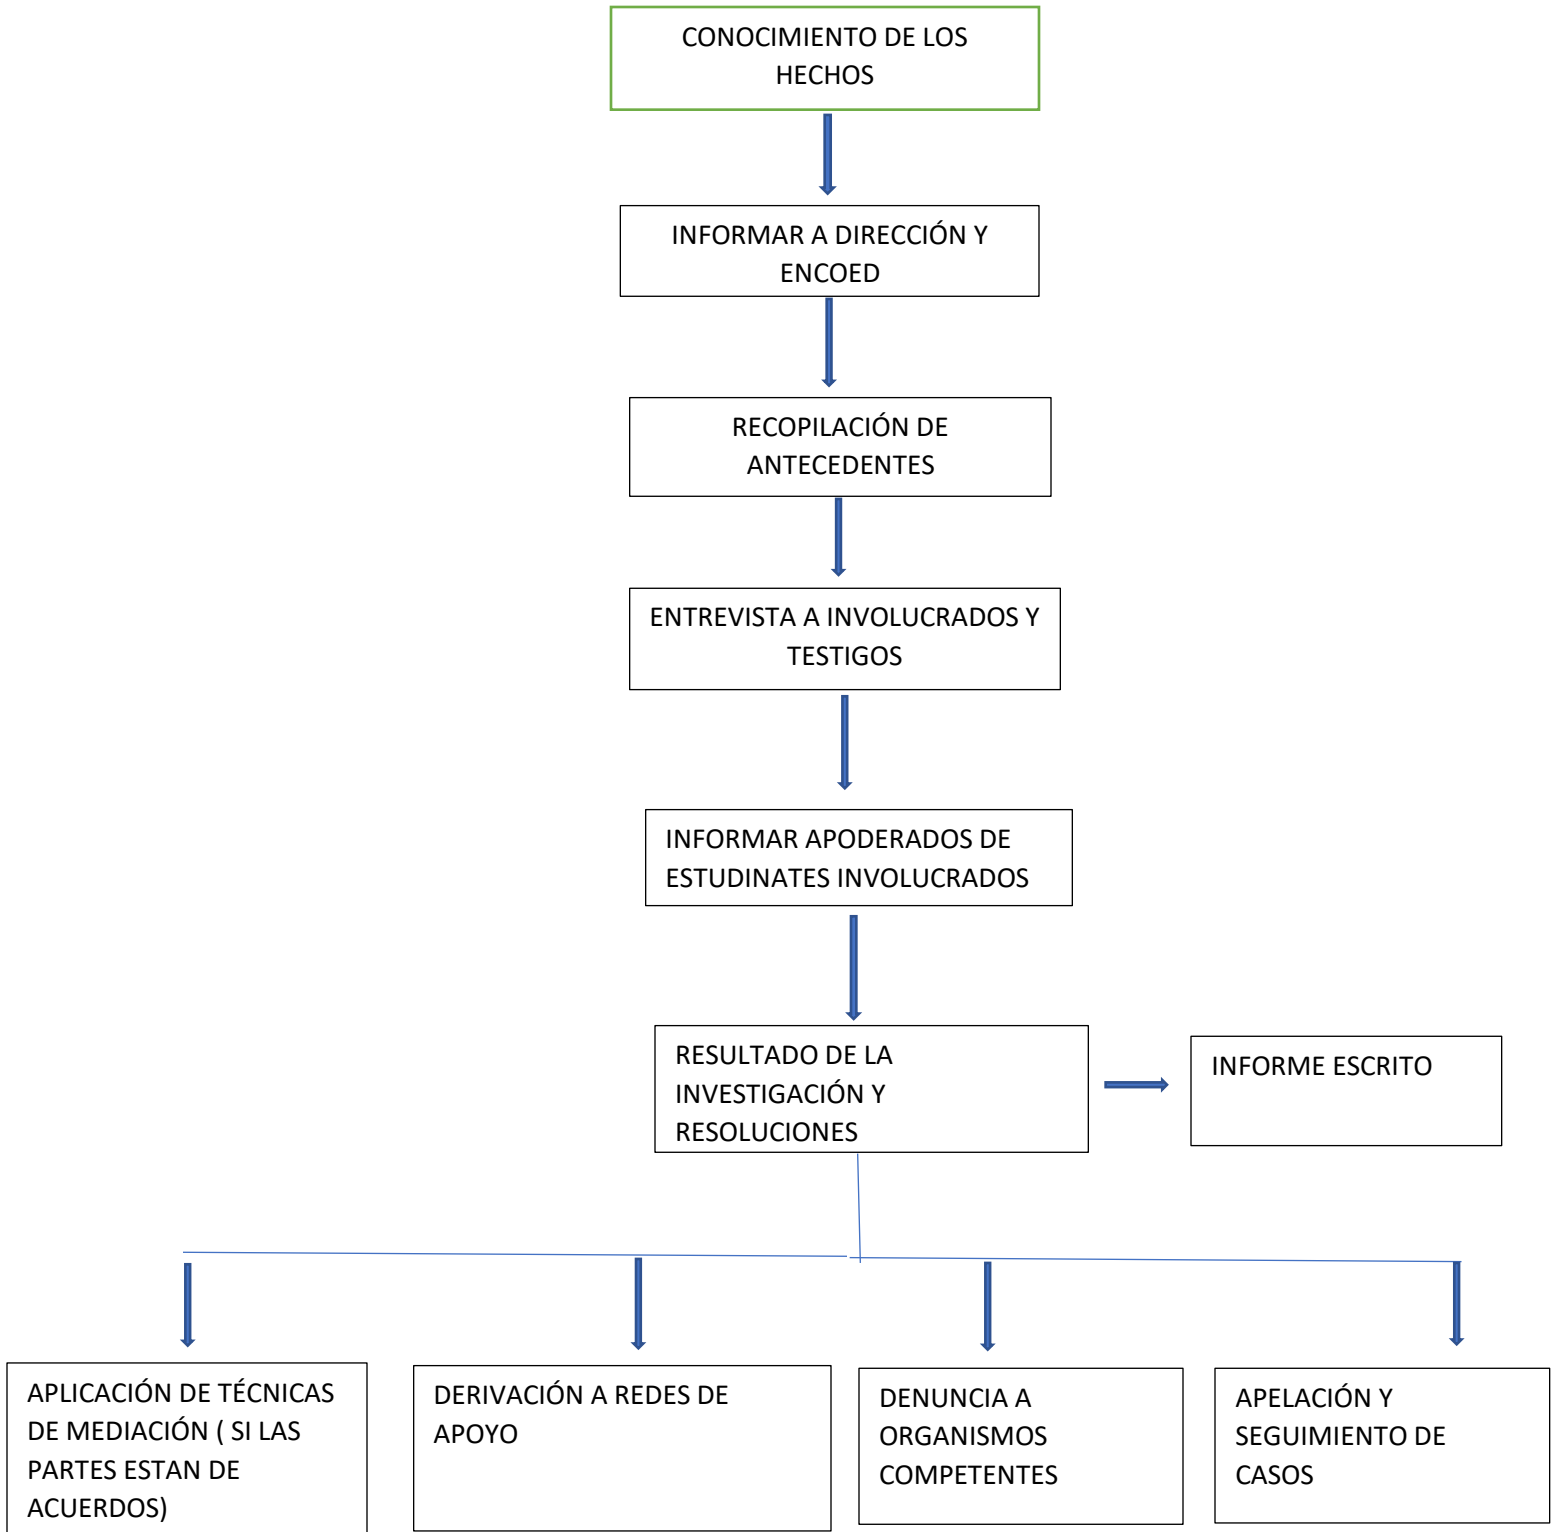 CONOCIMIENTO DE LOS
HECHOS
INFORMAR A DIRECCIÓN Y
ENCOED
RECOPILACIÓN DE
ANTECEDENTES
ENTREVISTA A INVOLUCRADOS Y
TESTIGOS
INFORMAR APODERADOS DE
ESTUDINATES INVOLUCRADOS
RESULTADO DE LA
INVESTIGACIÓN Y
RESOLUCIONES
INFORME ESCRITO
APLICACIÓN DE TÉCNICAS
DE MEDIACIÓN ( SI LAS
PARTES ESTAN DE
ACUERDOS)
DERIVACIÓN A REDES DE
APOYO
DENUNCIA A
ORGANISMOS
COMPETENTES
APELACIÓN Y
SEGUIMIENTO DE
CASOS